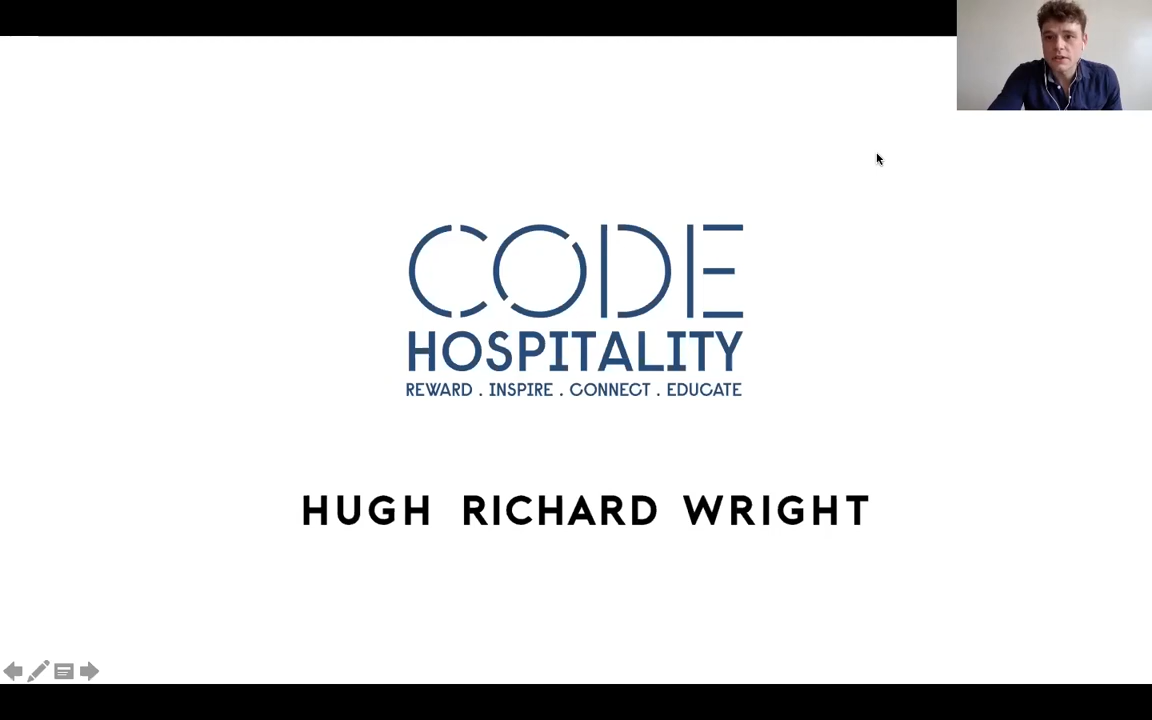 CODE
HOSPITALITY
REWARD . INSPIRE . CONNECT . EDUCATE
HUGH RICHARD WRIGHT